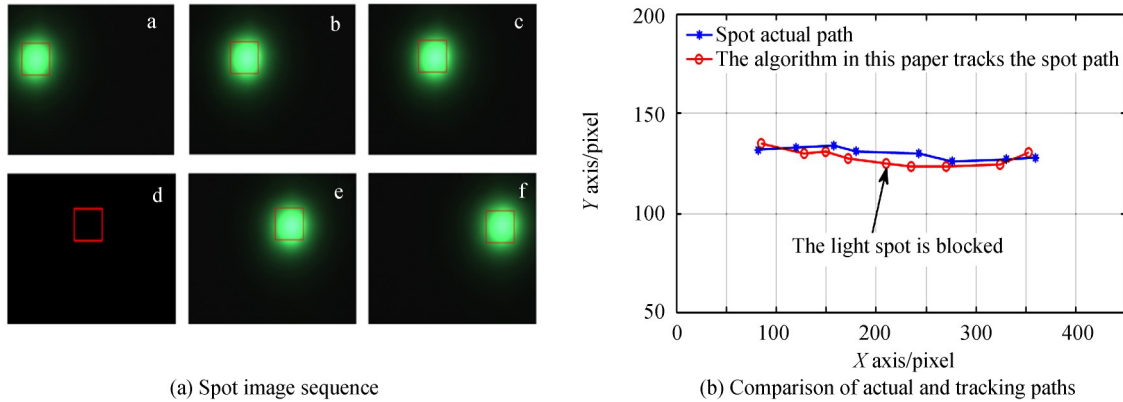 a
b
c
d
e
f
(a) Spot image sequence
200
150
100
50
0
100
200
300
400
Y axis/pixel
X axis/pixel
Spot actual path
The algorithm in this paper tracks the spot path
The light spot is blocked
(b) Comparison of actual and tracking paths